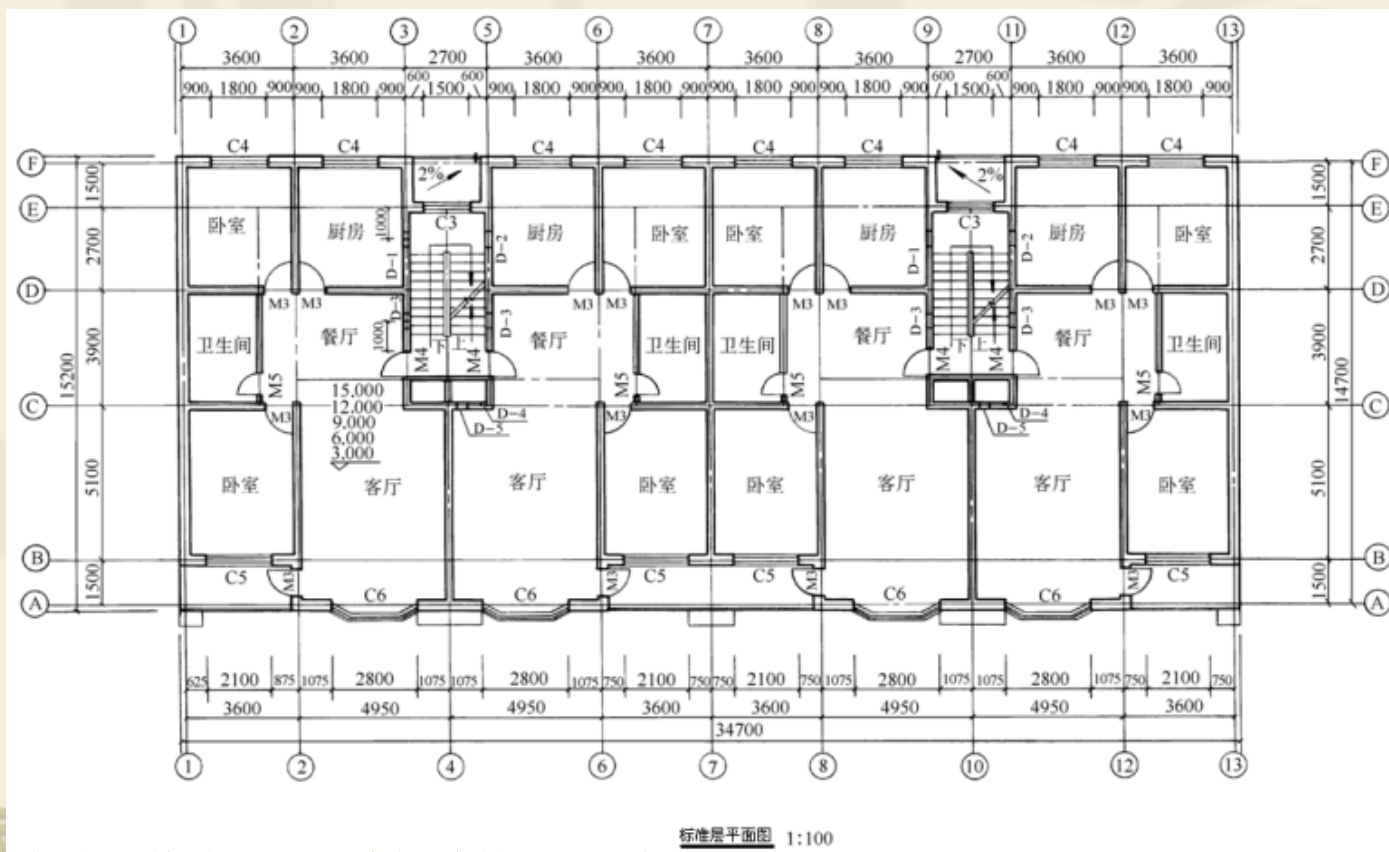 1 2 3 5 6 7 8 9 11 12 13
3600 3600 2700 3600 3600 3600 3600 2700 3600 3600
900 1800 900 900 1800 900 600 1500 600 900 1800 900 900 1800 900 900 1800 900 900 1800 900 600 1500 600 900 1800 900 900 1800 900
C4 C4 C4 C4 C4 C4 C4 C4
F 2% 2% F
1500 1500
E E
C3 C3
卧室 厨房 1000 厨房 卧室 卧室 厨房 厨房 卧室
2700 D-1 D-2 D-1 D-2 2700
D D
M3 M3 M3 M3 M3 M3 M3 M3
D-3 D-3 D-3 D-3
卫生间 餐厅 1000 餐厅 卫生间 卫生间 餐厅 餐厅 卫生间
3900 下 上 下 上 3900
M5 M4 M4 M5 M5 M4 M4 M5
15200 14700
C C
M3 M3 M3 M3
15,000 D-4 D-4
12,000 D-5 D-5
9,000
6,000
3,000
5100 5100
卧室 客厅 客厅 卧室 卧室 客厅 客厅 卧室
B B
C5 M3 M3 C5 C5 M3 M3 C5
1500 1500
C6 C6 C6 C6
A A
625 2100 875 1075 2800 1075 1075 2800 1075 750 2100 750 750 2100 750 1075 2800 1075 1075 2800 1075 750 2100 750
3600 4950 4950 3600 3600 4950 4950 3600
34700
1 2 4 6 7 8 10 12 13
标准层平面图 1:100